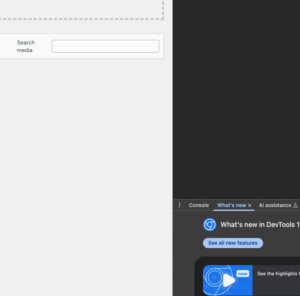 Search
media
Console
What's new ×
AI assistance
What's new in DevTools 1
See all new features
new
See the highlights f